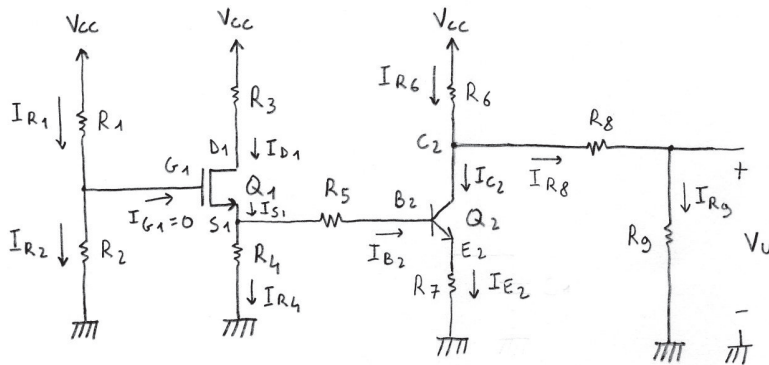 Vcc
Vcc
Vcc
IR1
R1
R3
IR6
R6
R8
D1
ID1
C2
+
G1
IC2
IR8
Q1
IR9
IG1=0
S1
IS1
R5
B2
Q2
IR2
R2
R4
IB2
E2
R9
Vu
IR4
R7
IE2
-